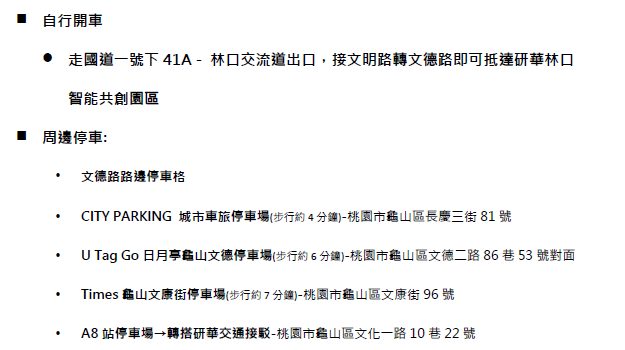 ■ 自行開車
● 走國道一號下 41A - 林口交流道出口，接文明路轉文德路即可抵達研華林口
智能共創園區
■ 周邊停車:
• 文德路路邊停車格
• CITY PARKING 城市車旅停車場(步行約 4 分鐘)-桃園市龜山區長慶三街 81 號
• U Tag Go 日月亭龜山文德停車場(步行約 6 分鐘)-桃園市龜山區文德二路 86 巷 53 號對面
• Times 龜山文康街停車場(步行約 7 分鐘)-桃園市龜山區文康街 96 號
• A8 站停車場→轉搭研華交通接駁-桃園市龜山區文化一路 10 巷 22 號